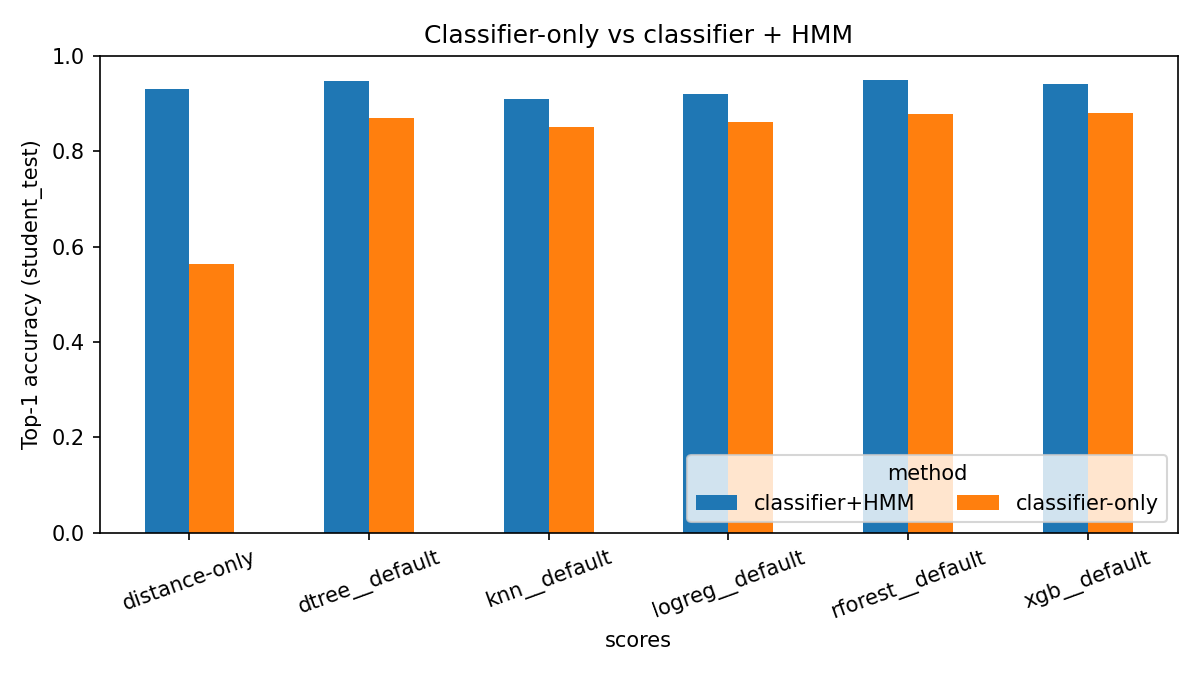 Classifier-only vs classifier + HMM
Top-1 accuracy (student_test)
1.0
0.8
0.6
0.4
0.2
0.0
method
classifier+HMM classifier-only
distance-only dtree__default knn__default logreg__default rforest__default xgb__default
scores